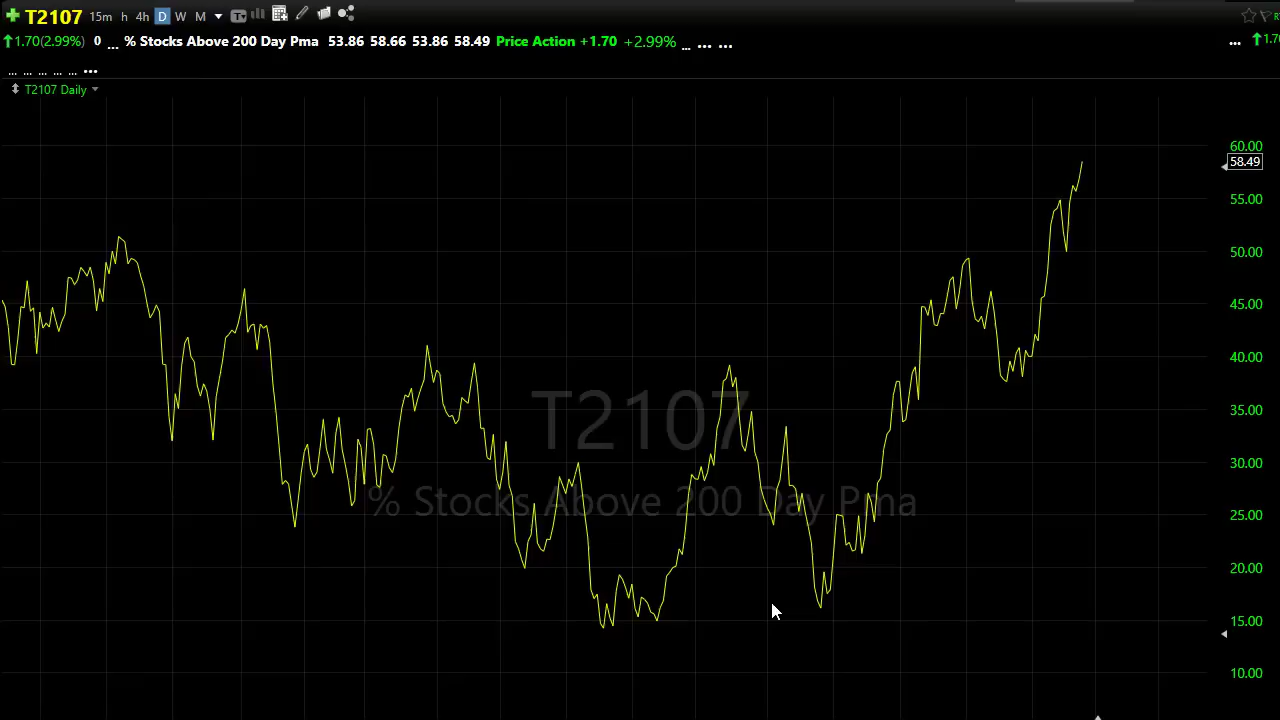 T2107 15m h 4h D W M
1.70(2.99%) 0 ... % Stocks Above 200 Day Pma 53.86 58.66 53.86 58.49 Price Action +1.70 +2.99% ... ... ... ... 1.70
... ... ... ... ... ...
T2107 Daily
60.00
58.49
55.00
50.00
45.00
40.00
35.00
30.00
25.00
20.00
15.00
10.00
T2107
% Stocks Above 200 Day Pma